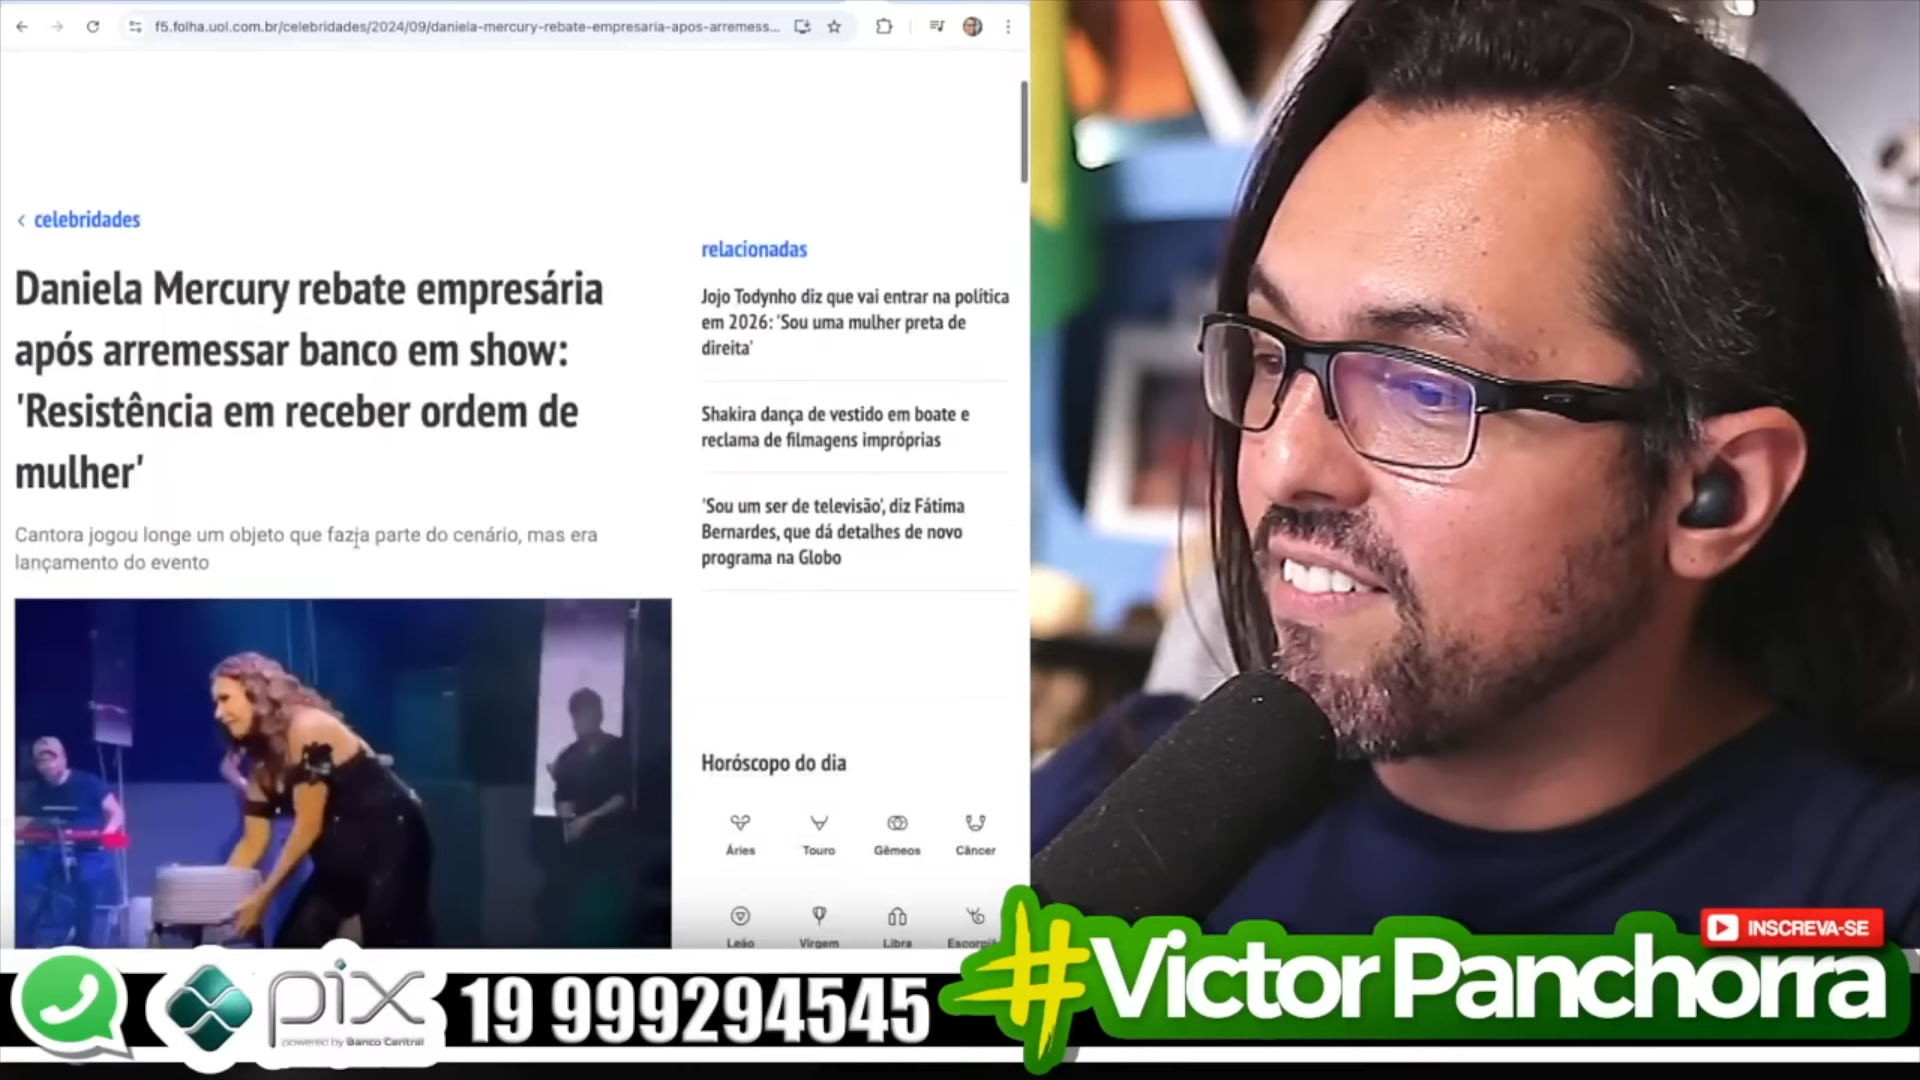 f5.folha.uol.com.br/celebridades/2024/09/daniela-mercury-rebate-empresaria-apos-arremess...
< celebridades
Daniela Mercury rebate empresária
após arremessar banco em show:
'Resistência em receber ordem de
mulher'
Cantora jogou longe um objeto que fazia parte do cenário, mas era
lançamento do evento
relacionadas
Jojo Todynho diz que vai entrar na política
em 2026: 'Sou uma mulher preta de
direita'
Shakira dança de vestido em boate e
reclama de filmagens impróprias
'Sou um ser de televisão', diz Fátima
Bernardes, que dá detalhes de novo
programa na Globo
Horóscopo do dia
Áries Touro Gêmeos Câncer
Leão Virgem Libra Escorpi
INSCREVA-SE
pix
powered by Banco Central
19 999294545
#Victor Panchorra